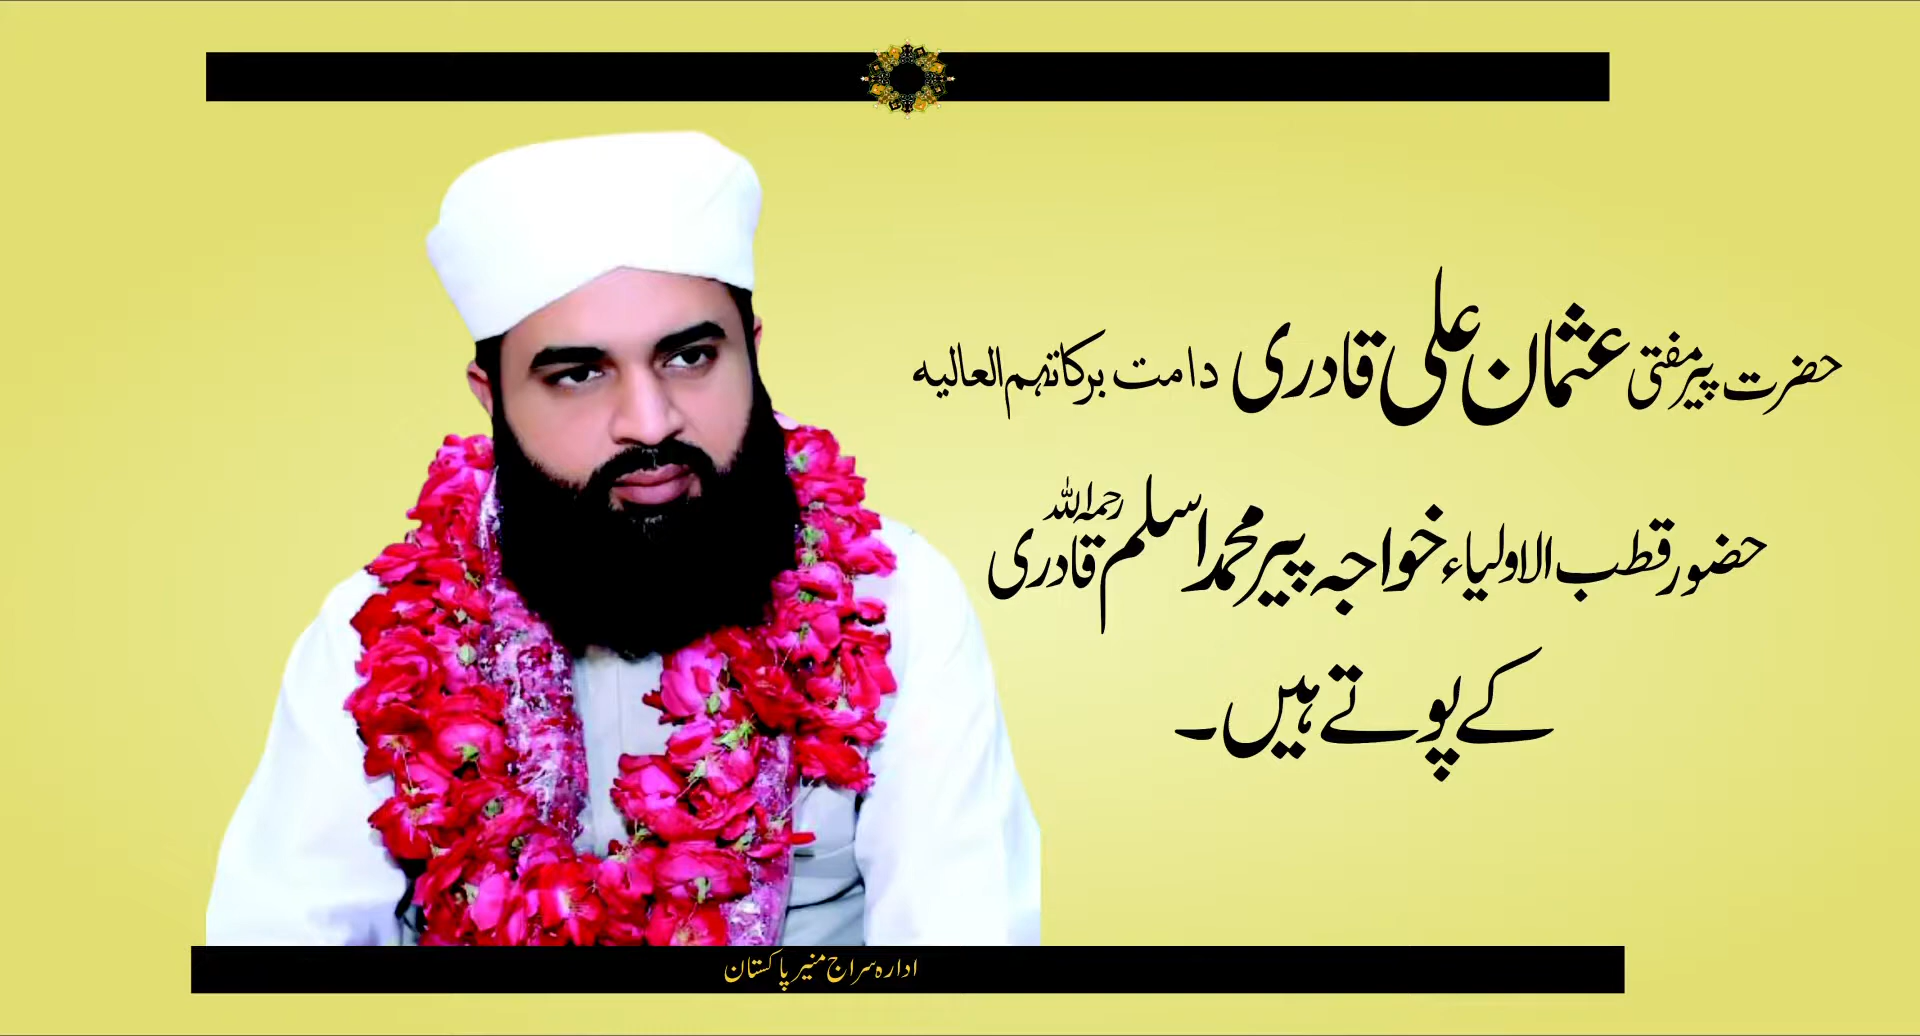 حضرت پیر مفتی عثمان علی قادری دامت برکاتہم العالیہ
حضور قطب الاولیاء خواجہ پیر محمد اسلم قادری رحمہ اللہ
کے پوتے ہیں۔
ادارہ سراج منیر پاکستان